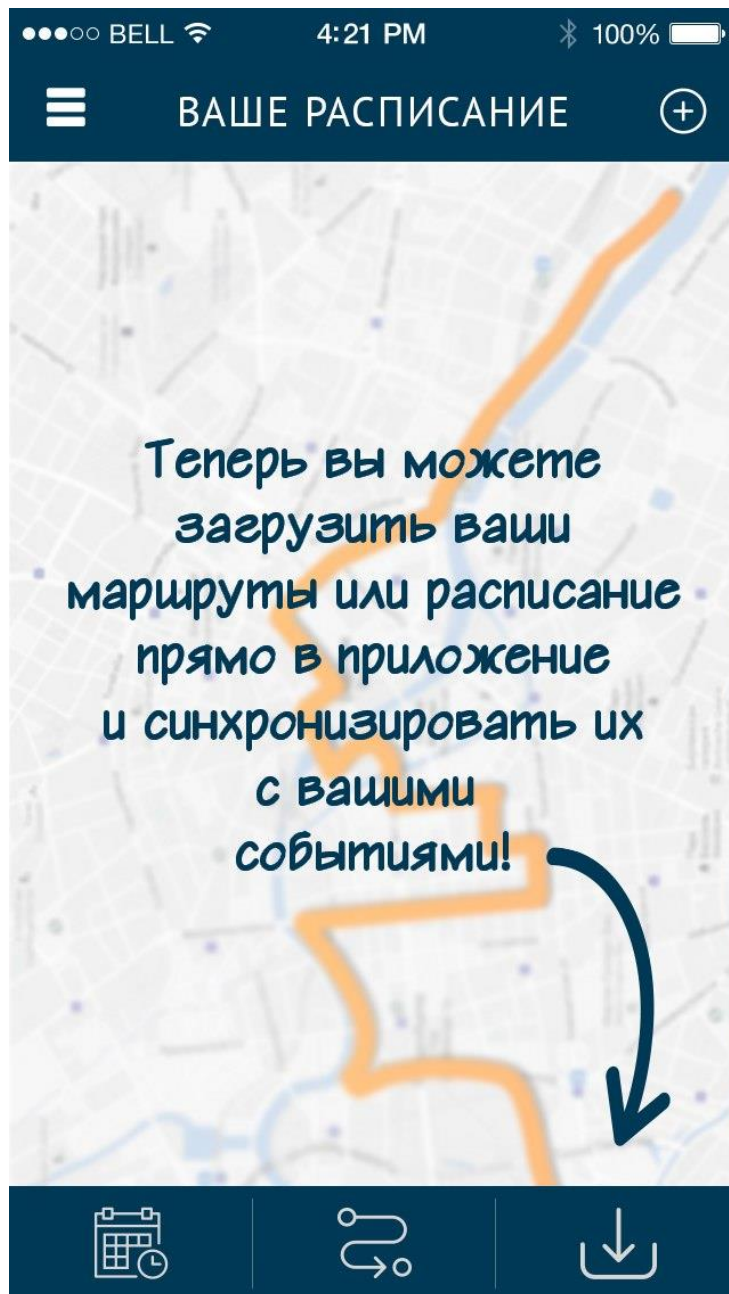 BELL 4:21 PM 100%
ВАШЕ РАСПИСАНИЕ
Теперь вы можете
загрузить ваши
маршруты или расписание
прямо в приложение
и синхронизировать их
с вашими
событиями!